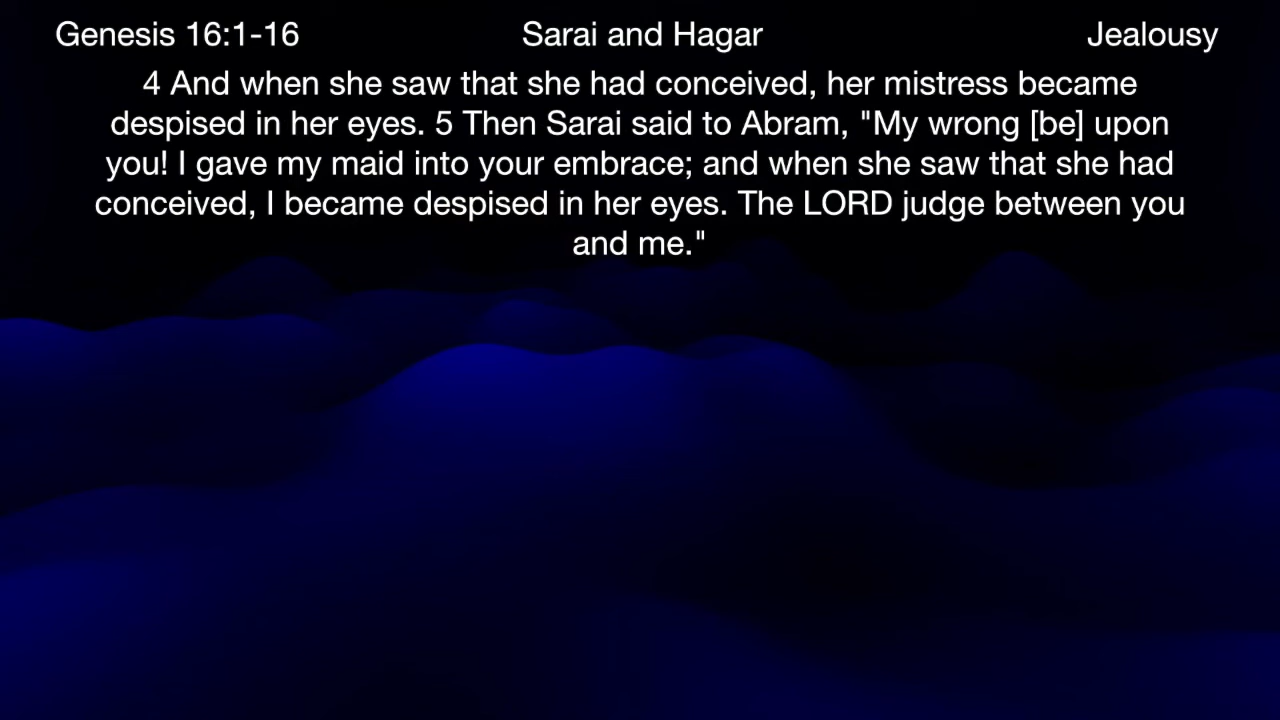 Genesis 16:1-16 Sarai and Hagar Jealousy
4 And when she saw that she had conceived, her mistress became
despised in her eyes. 5 Then Sarai said to Abram, "My wrong [be] upon
you! I gave my maid into your embrace; and when she saw that she had
conceived, I became despised in her eyes. The LORD judge between you
and me."